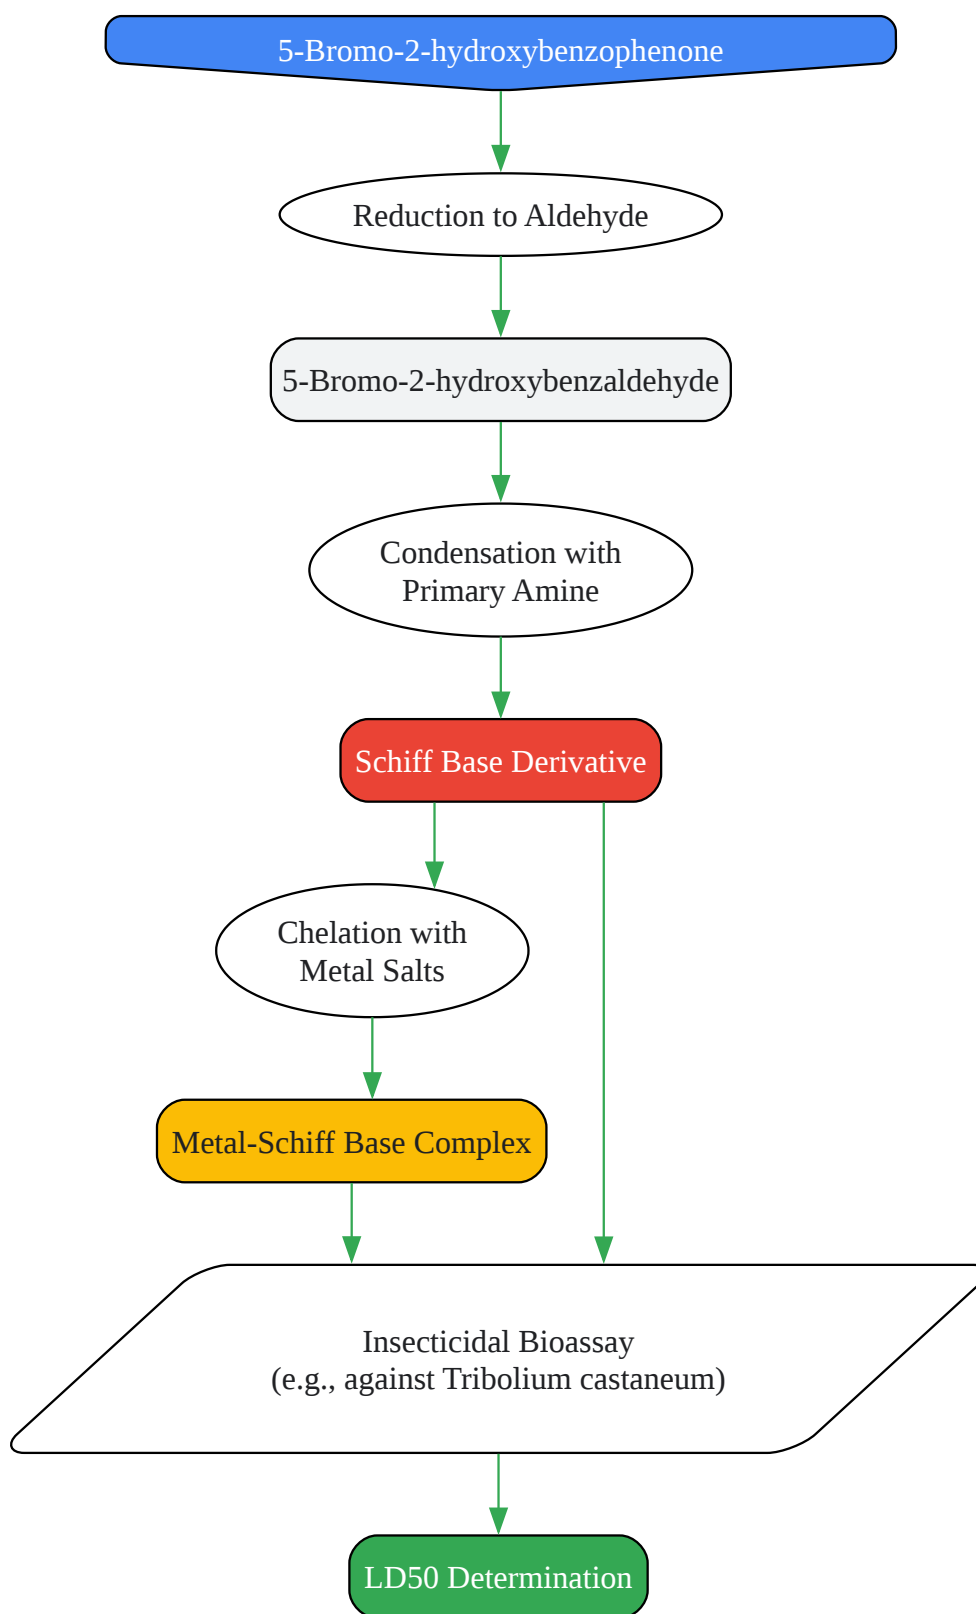 5-Bromo-2-hydroxybenzophenone
Reduction to Aldehyde
5-Bromo-2-hydroxybenzaldehyde
Condensation with
Primary Amine
Schiff Base Derivative
Chelation with
Metal Salts
Metal-Schiff Base Complex
Insecticidal Bioassay
(e.g., against Tribolium castaneum)
LD50 Determination